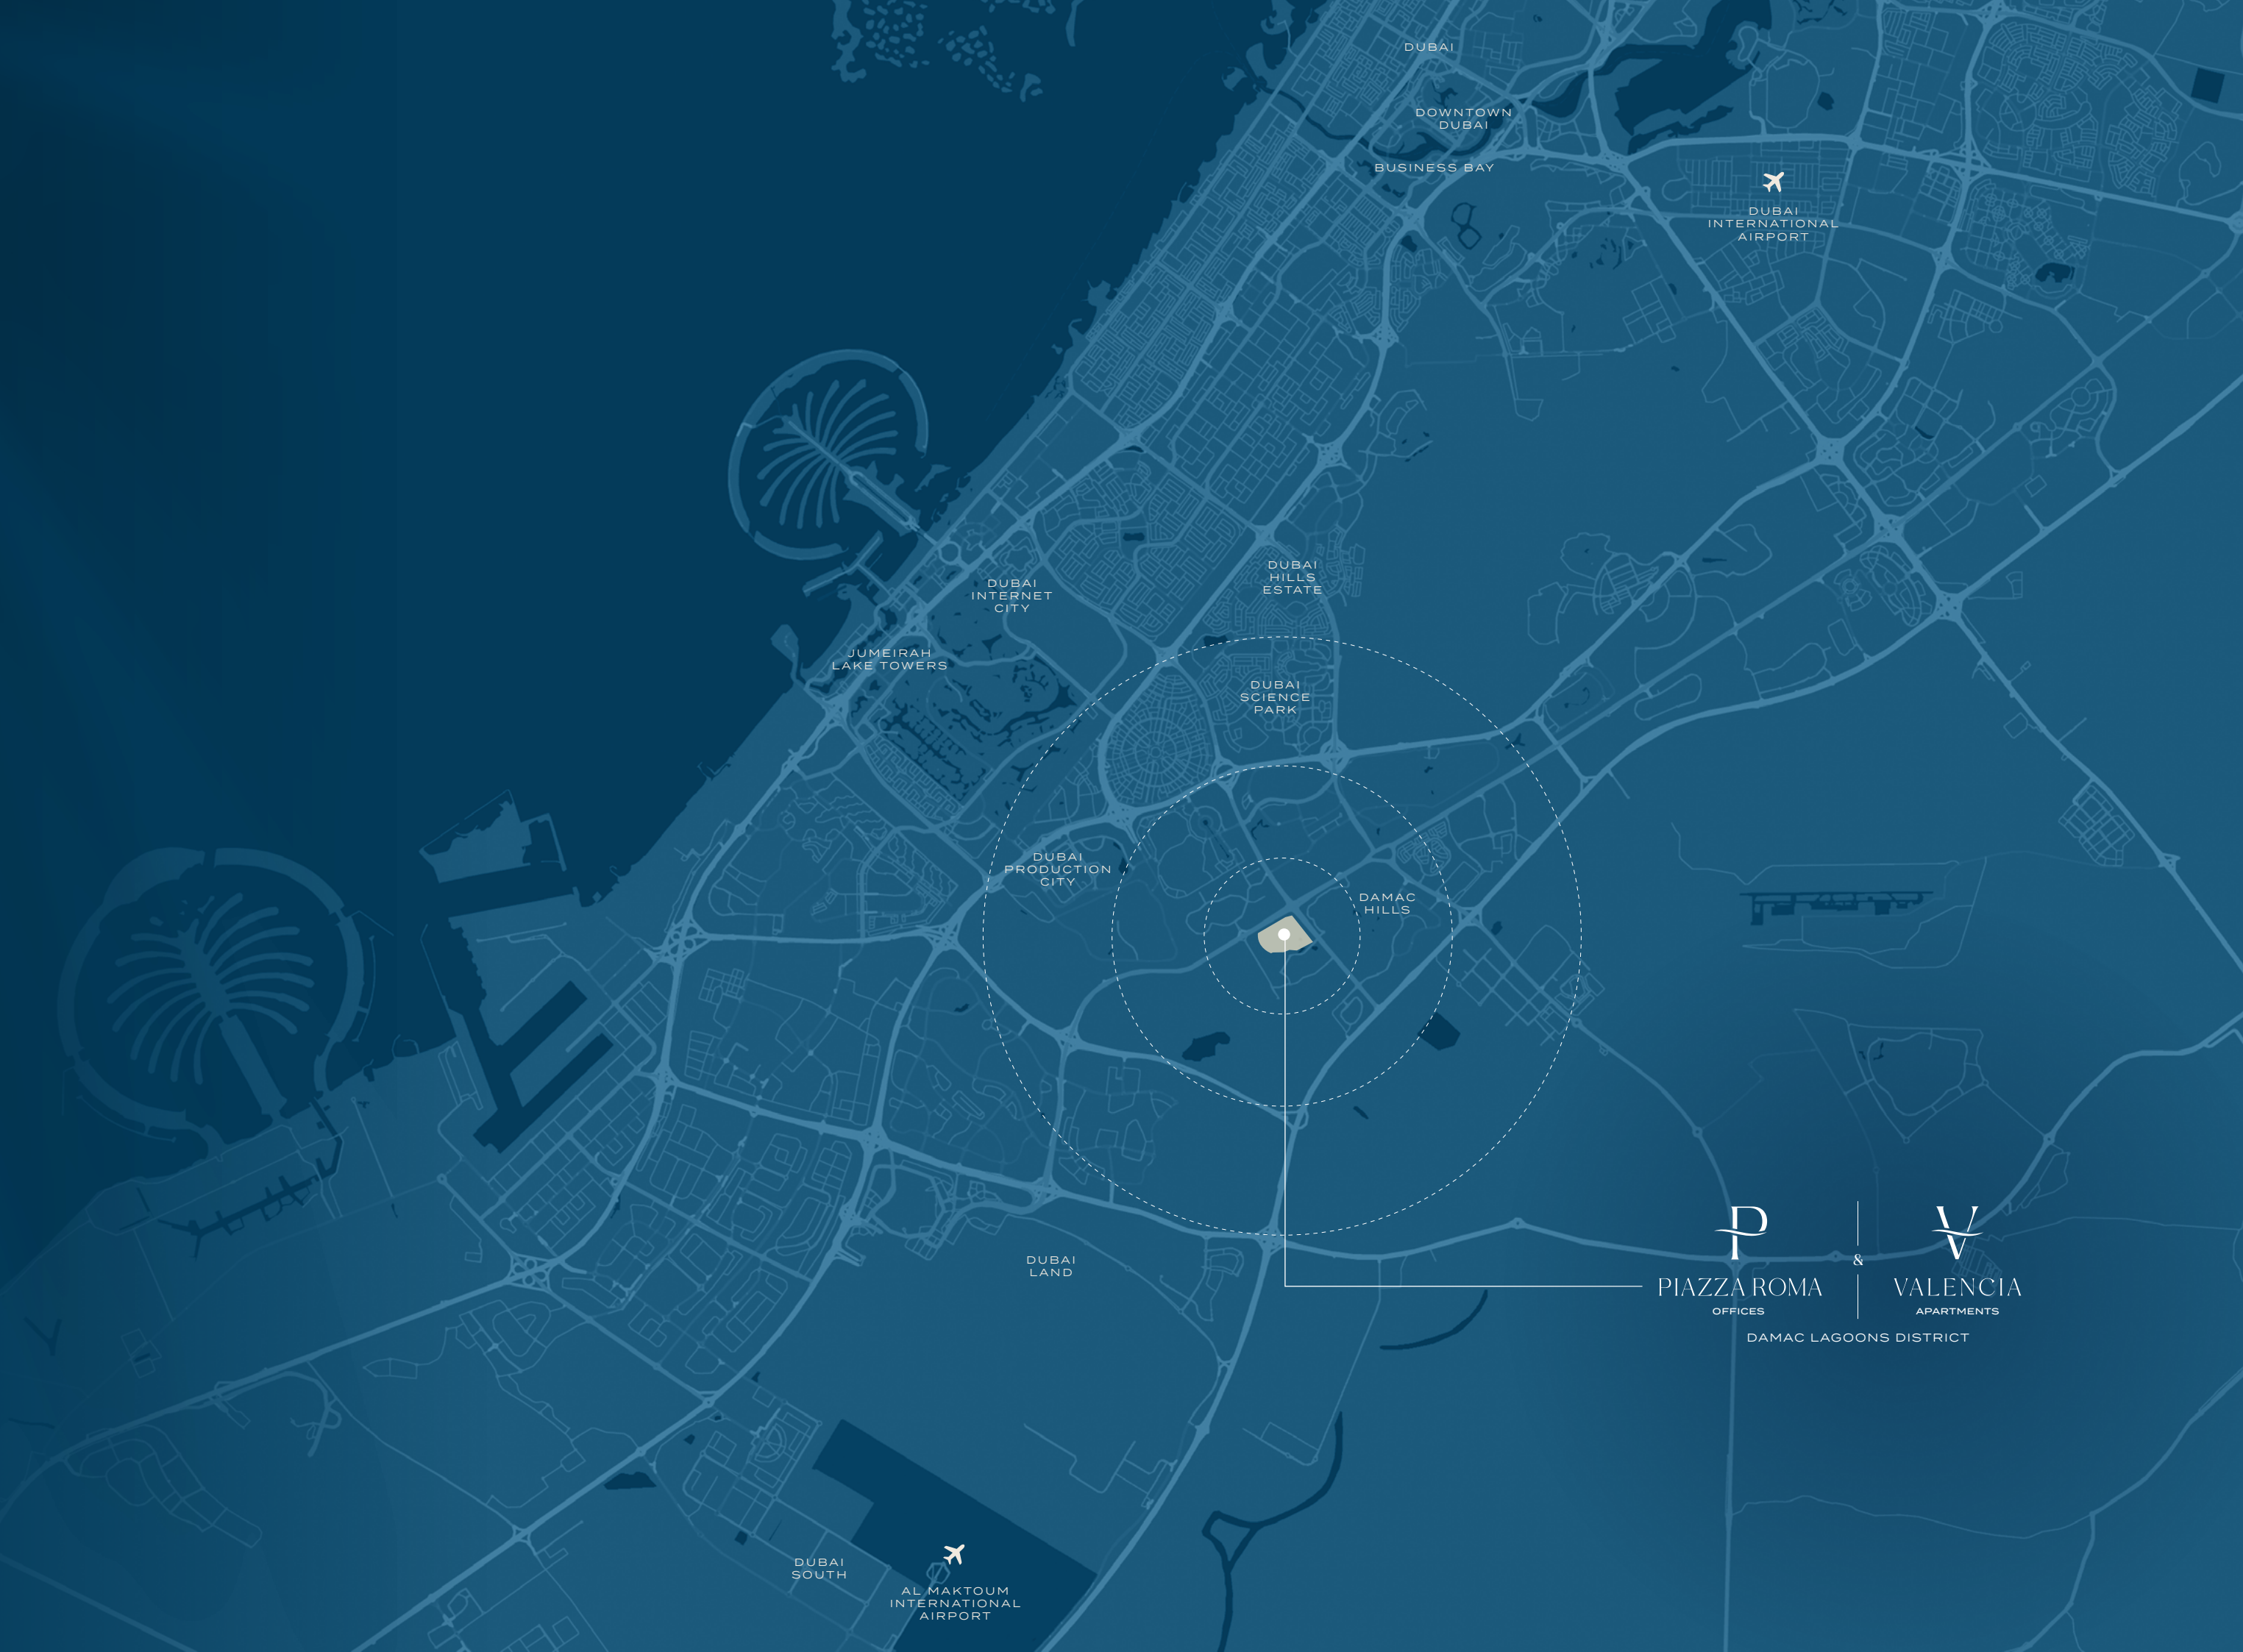 DUBAI
DOWNTOWN
DUBAI
BUSINESS BAY
DUBAI
INTERNATIONAL
AIRPORT
DUBAI
HILLS
ESTATE
DUBAI
INTERNET
CITY
JUMEIRAH
LAKE TOWERS
DUBAI
SCIENCE
PARK
DUBAI
PRODUCTION
CITY
DAMAC
HILLS
DUBAI
LAND
P
&
V
PIAZZA ROMA
OFFICES
VALENCIA
APARTMENTS
DAMAC LAGOONS DISTRICT
DUBAI
SOUTH
AL MAKTOUM
INTERNATIONAL
AIRPORT